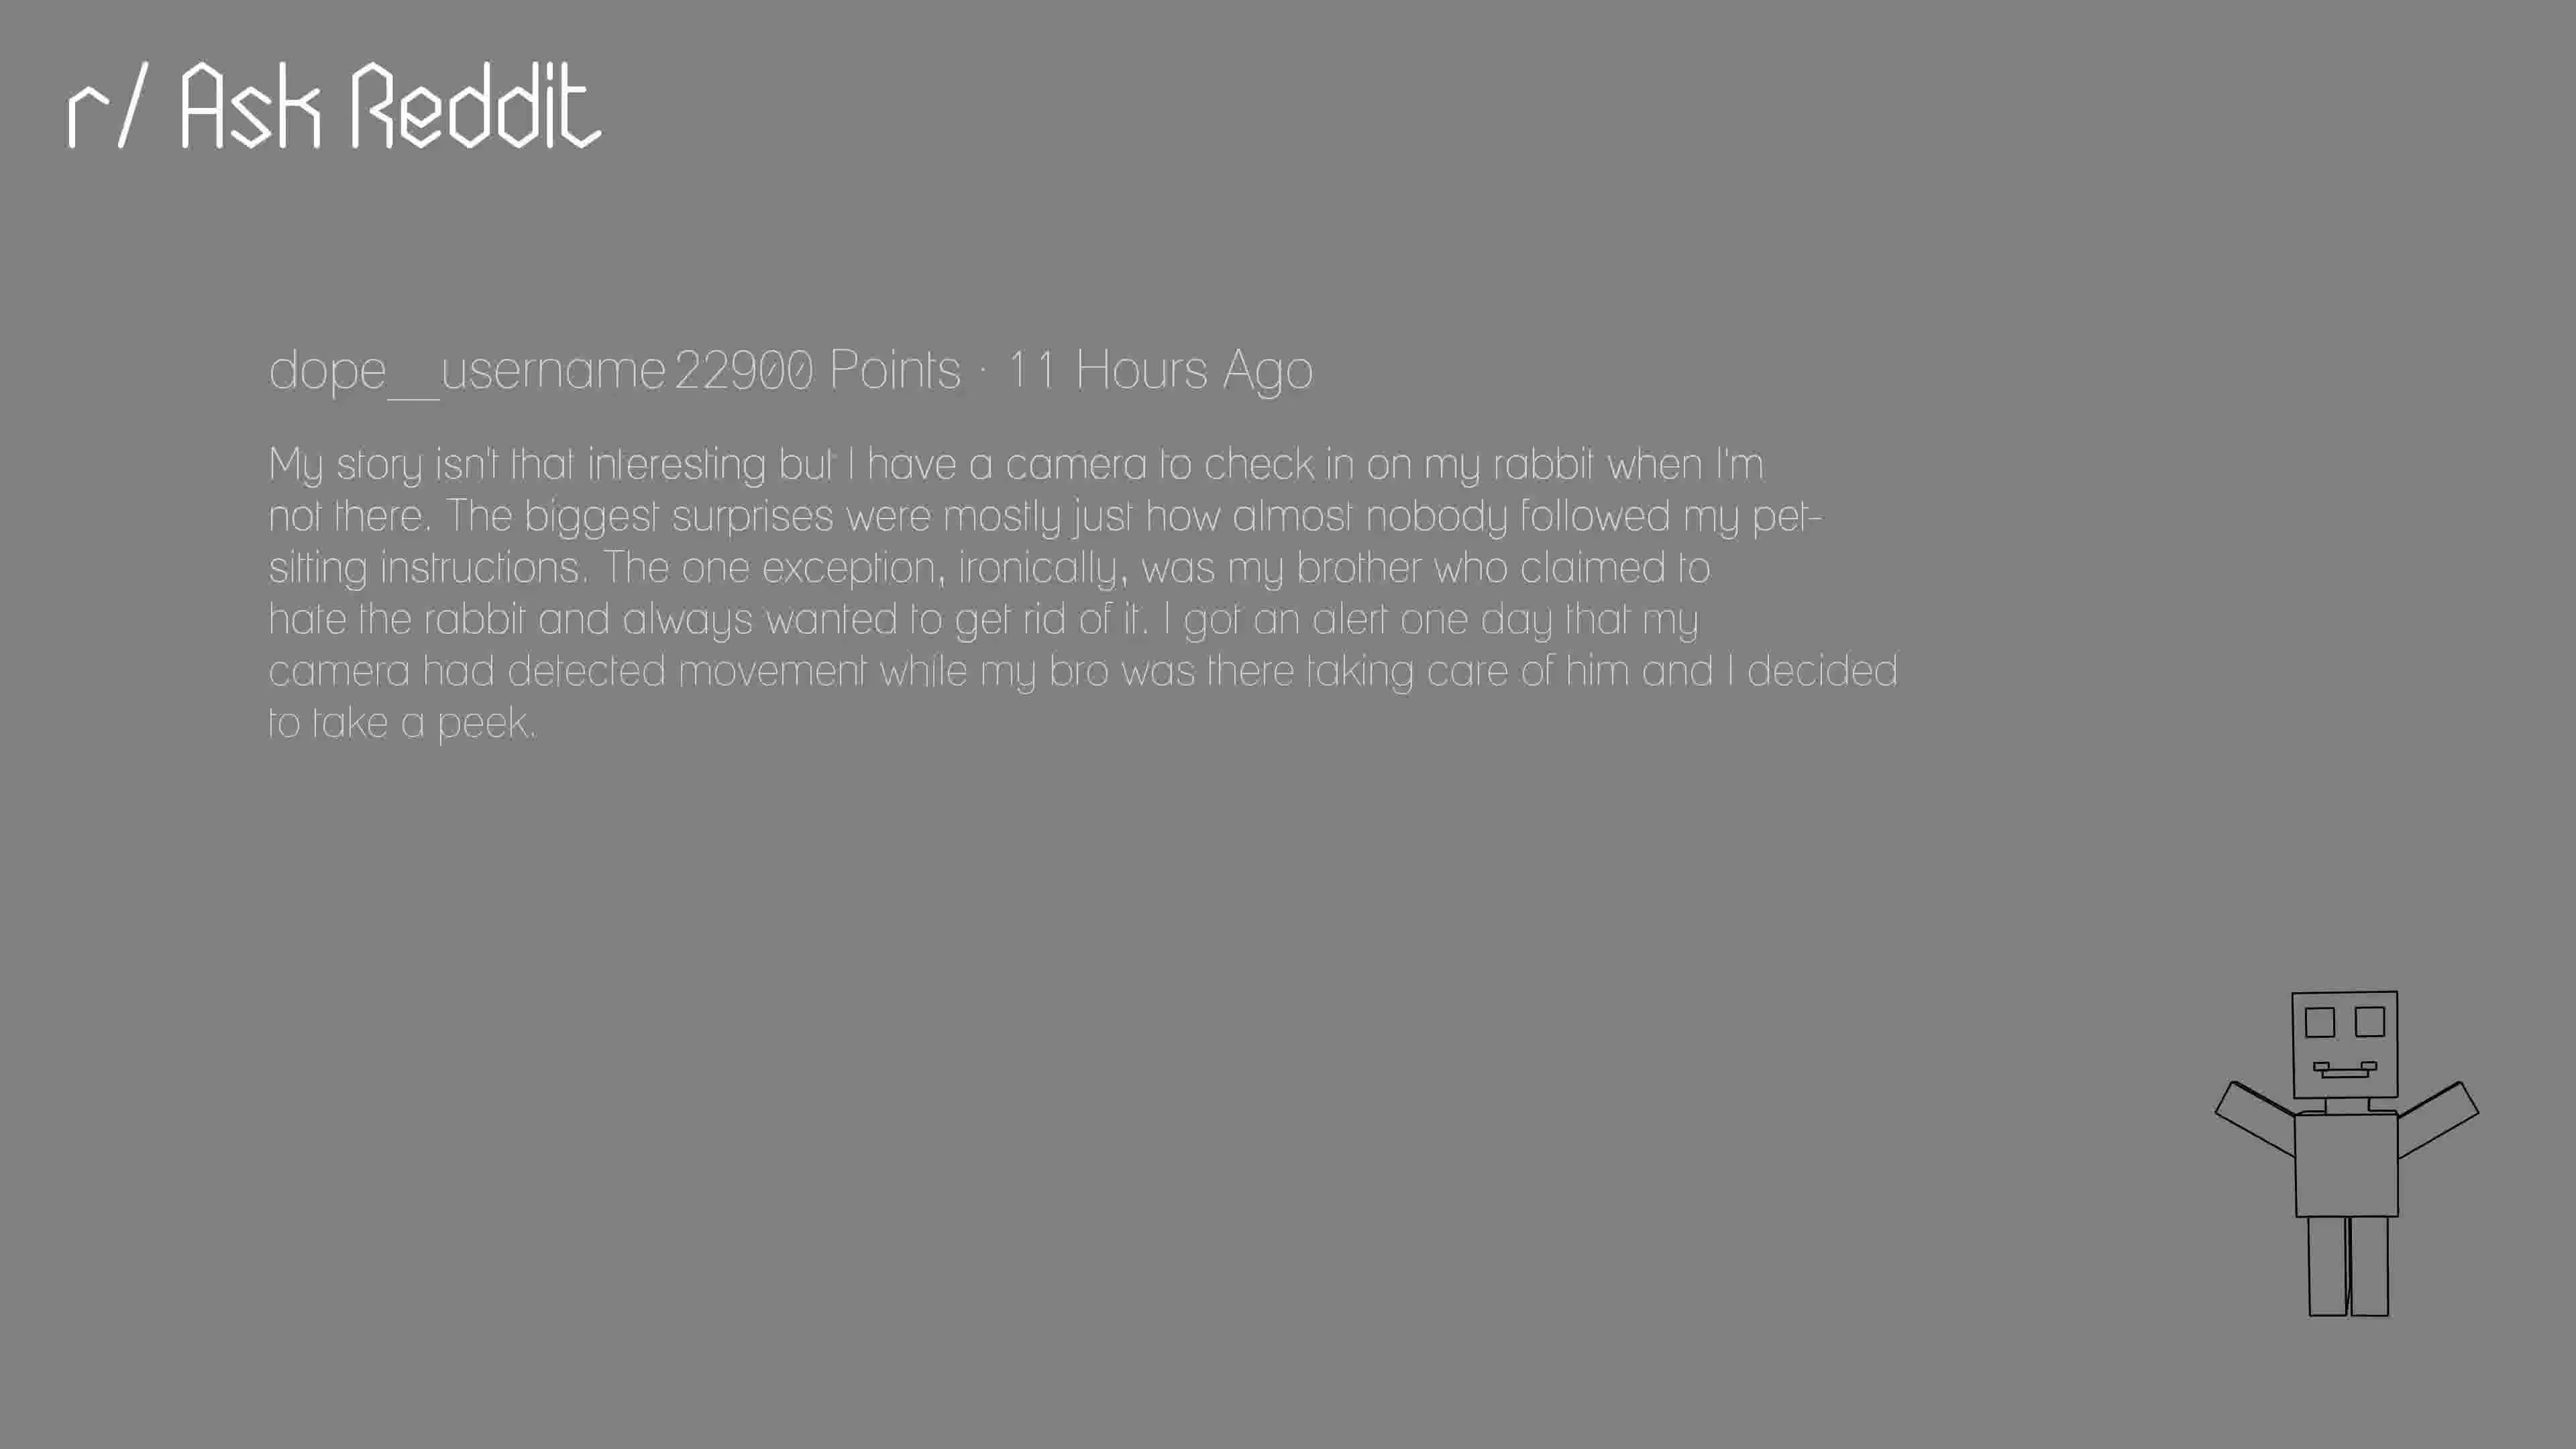 r/ Ask Reddit
dope__username 22900 Points · 11 Hours Ago
My story isn't that interesting but I have a camera to check in on my rabbit when I'm
not there. The biggest surprises were mostly just how almost nobody followed my pet-
sitting instructions. The one exception, ironically, was my brother who claimed to
hate the rabbit and always wanted to get rid of it. I got an alert one day that my
camera had detected movement while my bro was there taking care of him and I decided
to take a peek.